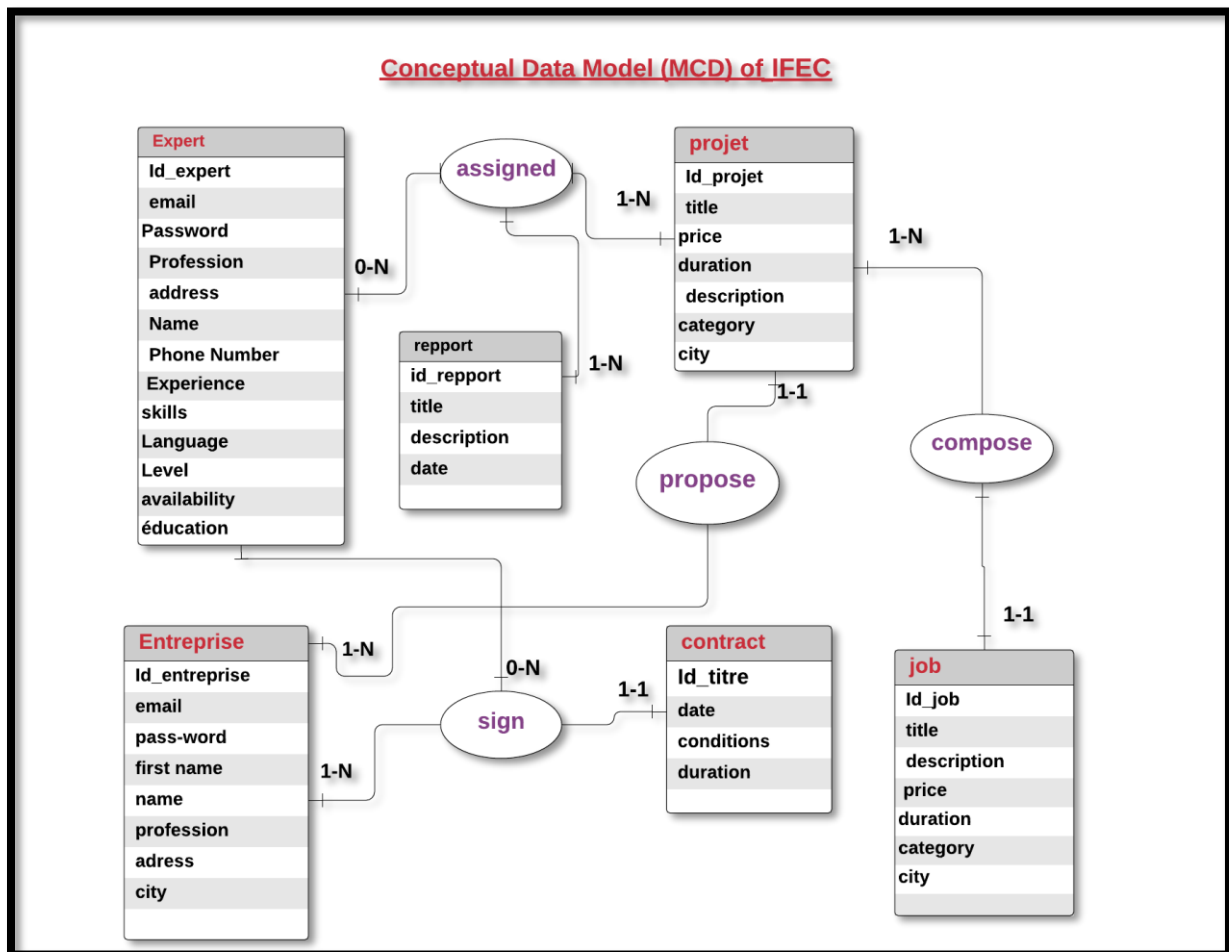 Conceptual Data Model (MCD) of IFEC
Expert
Id_expert
email
Password
Profession
address
Name
Phone Number
Experience
skills
Language
Level
availability
éducation
assigned
0-N
1-N
1-N
projet
Id_projet
title
price
duration
description
category
city
repport
id_repport
title
description
date
1-N
1-1
propose
compose
Entreprise
Id_entreprise
email
pass-word
first name
name
profession
adress
city
1-N
1-N
0-N
sign
1-1
contract
Id_titre
date
conditions
duration
1-1
job
Id_job
title
description
price
duration
category
city